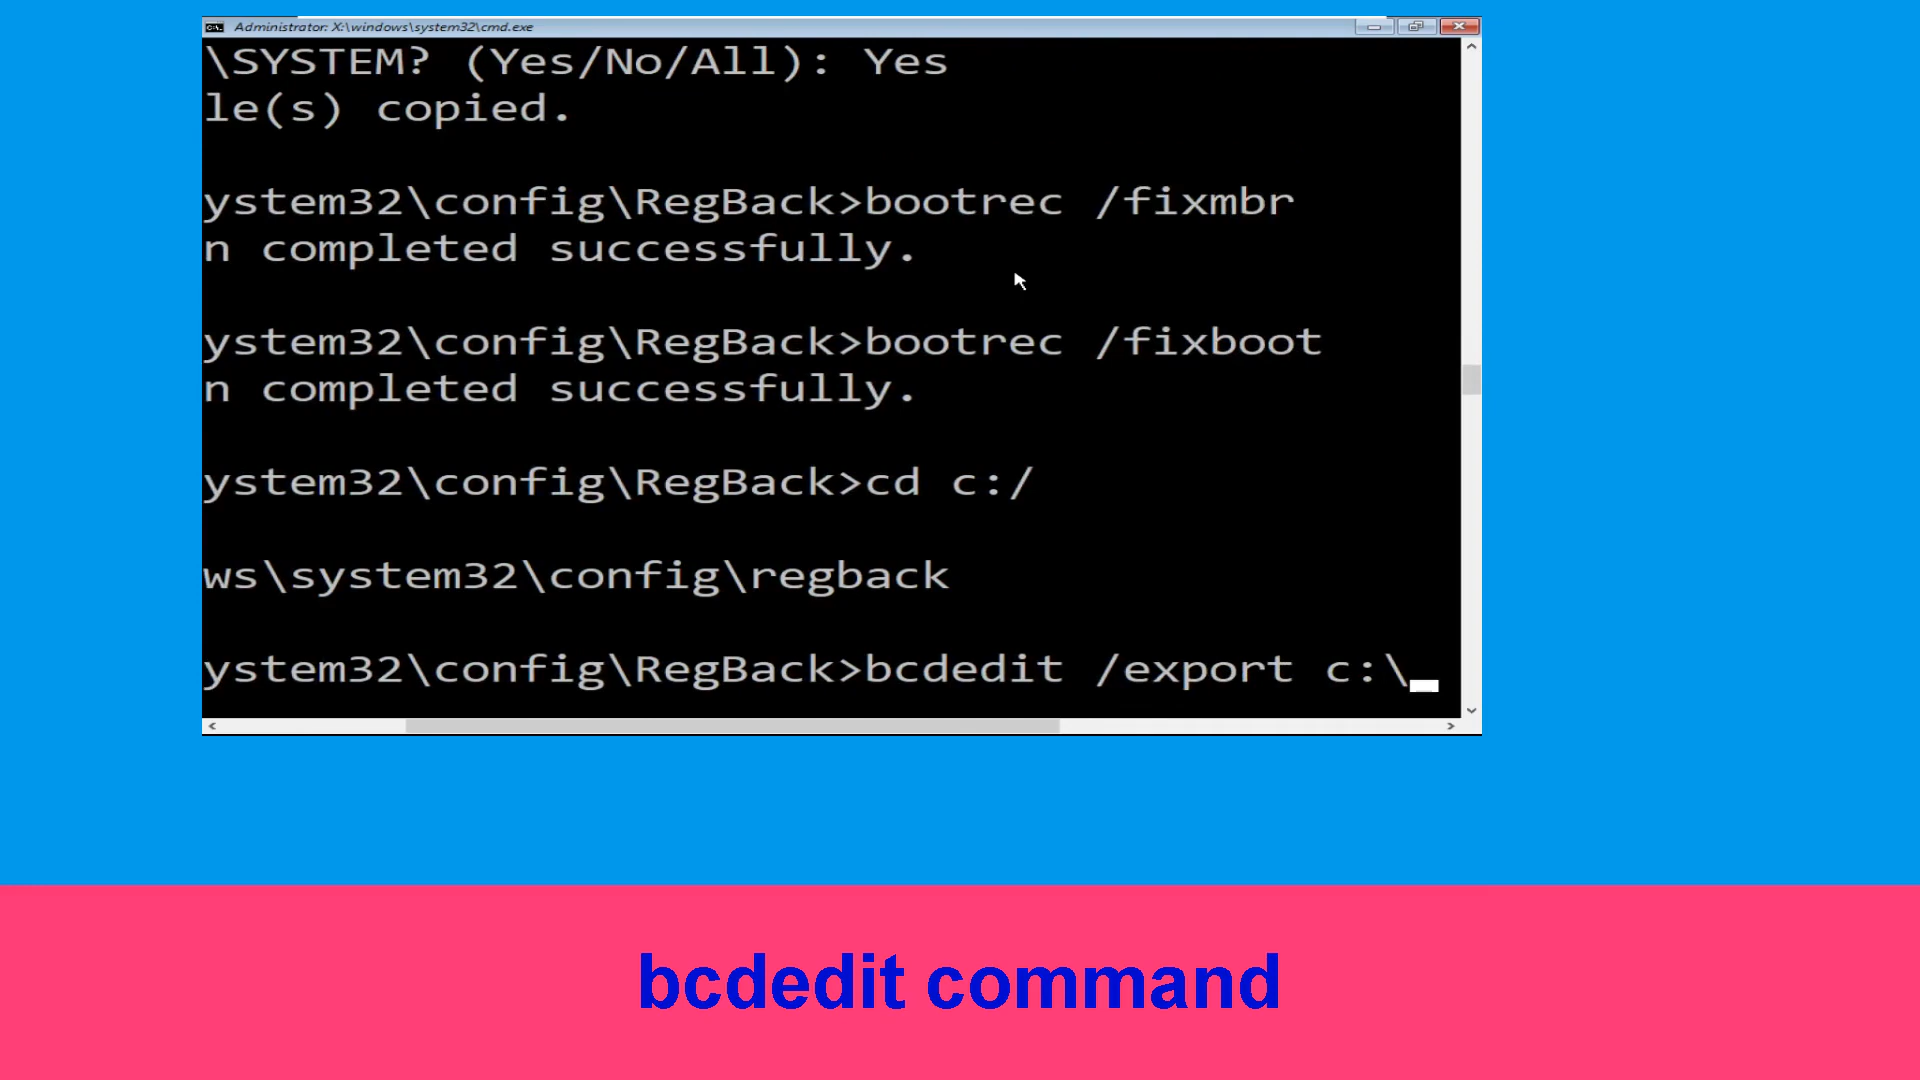 Administrator: X:\windows\system32\cmd.exe
\SYSTEM? (Yes/No/All): Yes
le(s) copied.
ystem32\config\RegBack>bootrec /fixmbr
n completed successfully.
ystem32\config\RegBack>bootrec /fixboot
n completed successfully.
ystem32\config\RegBack>cd c:/
ws\system32\config\regback
ystem32\config\RegBack>bcdedit /export c:\
bcdedit command